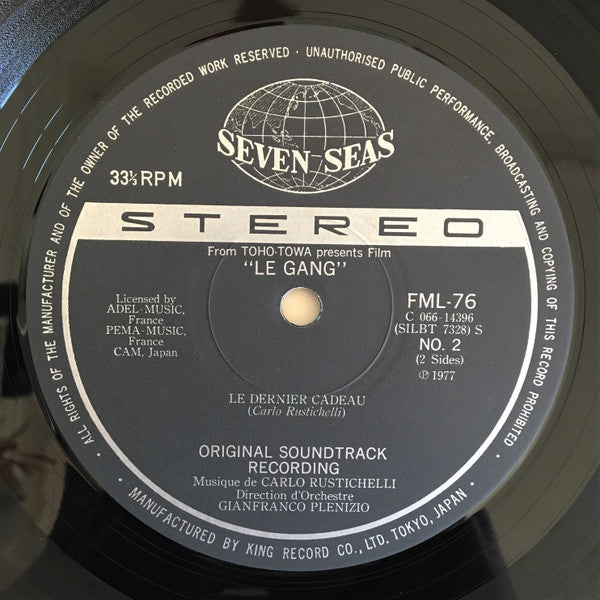 · ALL RIGHTS OF THE MANUFACTURER AND OF THE OWNER OF THE RECORDED WORK RESERVED · UNAUTHORISED PUBLIC PERFORMANCE, BROADCASTING AND COPYING OF THIS RECORD PROHIBITED ·
SEVEN SEAS
33⅓ RPM
STEREO
From TOHO-TOWA presents Film
"LE GANG"
Licensed by
ADEL-MUSIC,
France
PEMA-MUSIC,
France
CAM, Japan
FML-76
C 066-14396
(SILBT 7328) S
NO. 2
(2 Sides)
℗ 1977
LE DERNIER CADEAU
(Carlo Rustichelli)
ORIGINAL SOUNDTRACK
RECORDING
Musique de CARLO RUSTICHELLI
Direction d'Orchestre
GIANFRANCO PLENIZIO
· MANUFACTURED BY KING RECORD CO., LTD. TOKYO, JAPAN ·